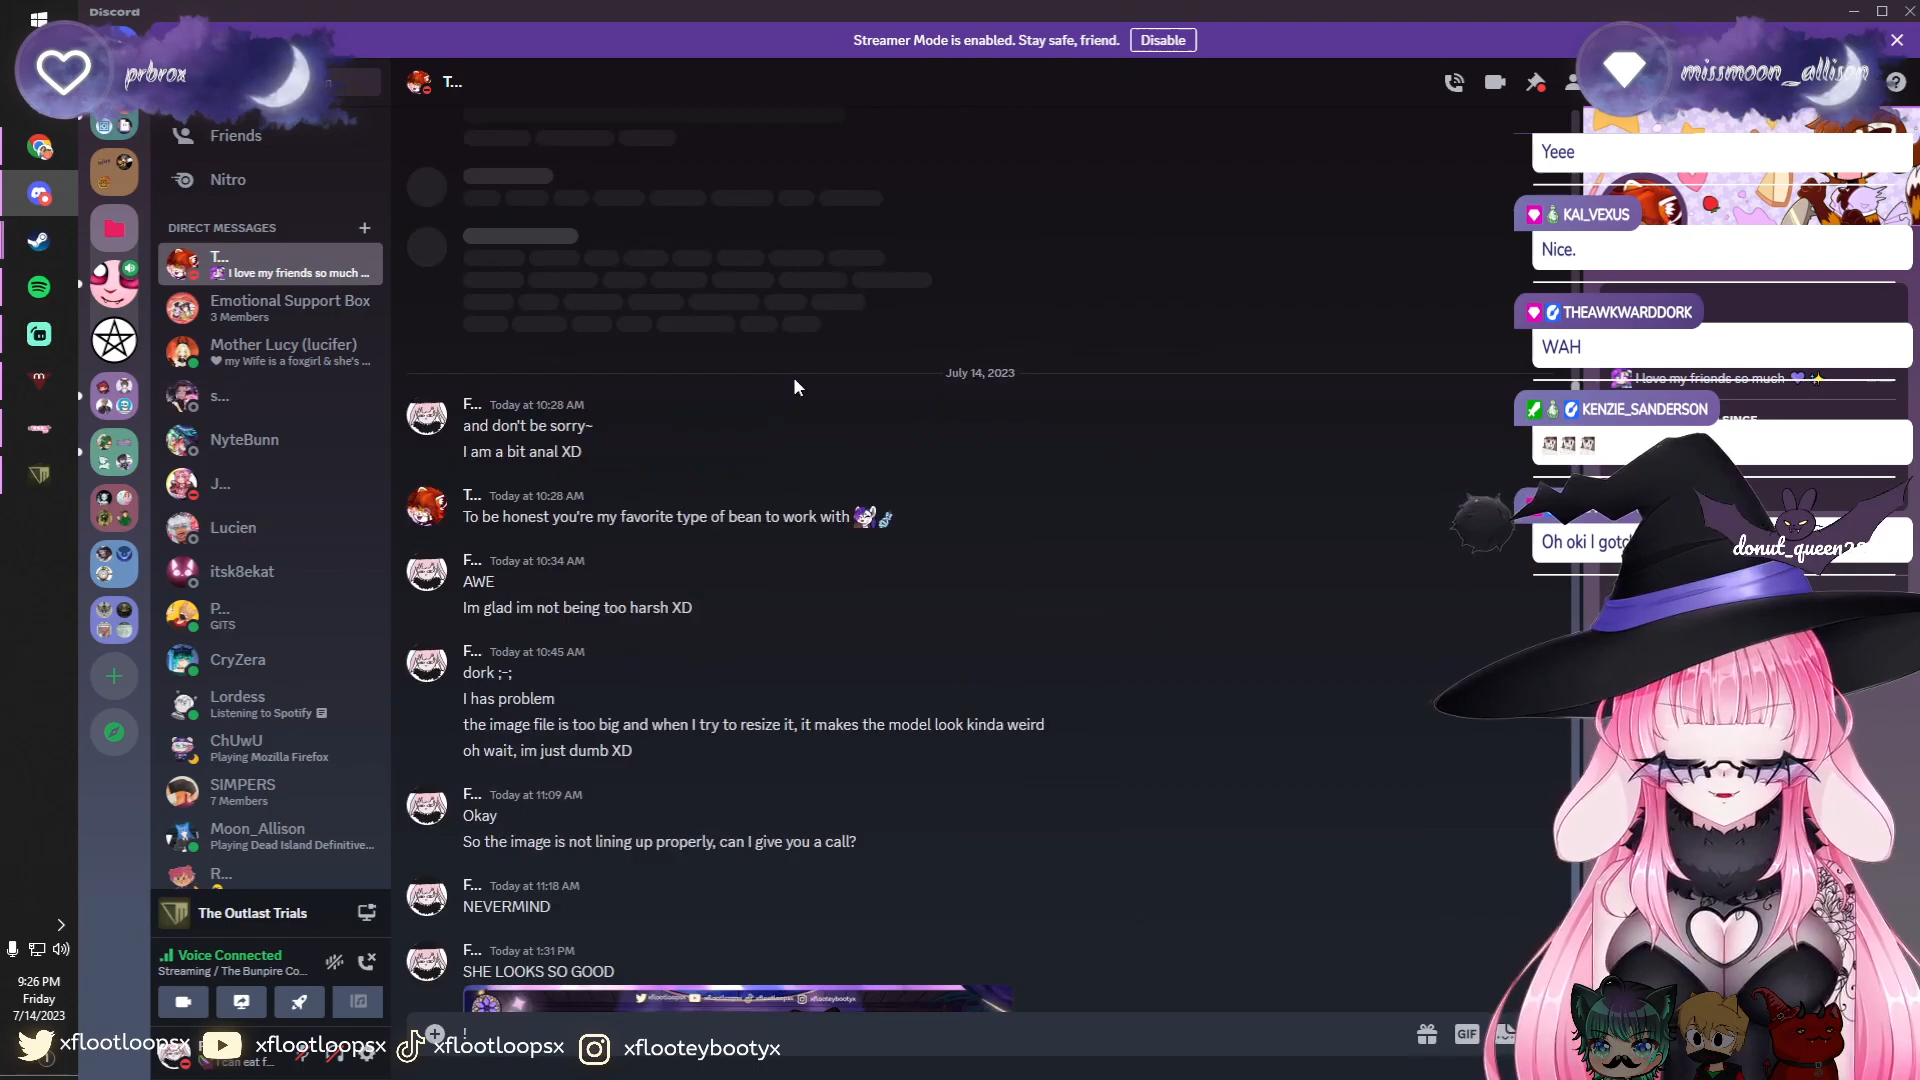 Discord
Streamer Mode is enabled. Stay safe, friend.
Disable
prbrox
missmoon_allison
T...
Friends
Nitro
DIRECT MESSAGES
T...
I love my friends so much ...
Emotional Support Box
3 Members
Mother Lucy (lucifer)
my Wife is a foxgirl & she's ...
s...
NyteBunn
J...
Lucien
itsk8ekat
P...
GITS
CryZera
Lordess
Listening to Spotify
ChUwU
Playing Mozilla Firefox
SIMPERS
7 Members
Moon_Allison
Playing Dead Island Definitive...
R...
The Outlast Trials
Voice Connected
Streaming / The Bunpire Co...
I can eat f...
9:26 PM
Friday
7/14/2023
July 14, 2023
F... Today at 10:28 AM
and don't be sorry~
I am a bit anal XD
T... Today at 10:28 AM
To be honest you're my favorite type of bean to work with
F... Today at 10:34 AM
AWE
Im glad im not being too harsh XD
F... Today at 10:45 AM
dork ;-;
I has problem
the image file is too big and when I try to resize it, it makes the model look kinda weird
oh wait, im just dumb XD
F... Today at 11:09 AM
Okay
So the image is not lining up properly, can I give you a call?
F... Today at 11:18 AM
NEVERMIND
F... Today at 1:31 PM
SHE LOOKS SO GOOD
xflootloopsx xflootloopsx xflootloopsx xflooteybootyx
!
GIF
Yeee
KAI_VEXUS
Nice.
THEAWKWARDDORK
WAH
I love my friends so much
KENZIE_SANDERSON
SINCE
Oh oki I gotc
xflootloopsx xflootloopsx xflootloopsx xflooteybootyx